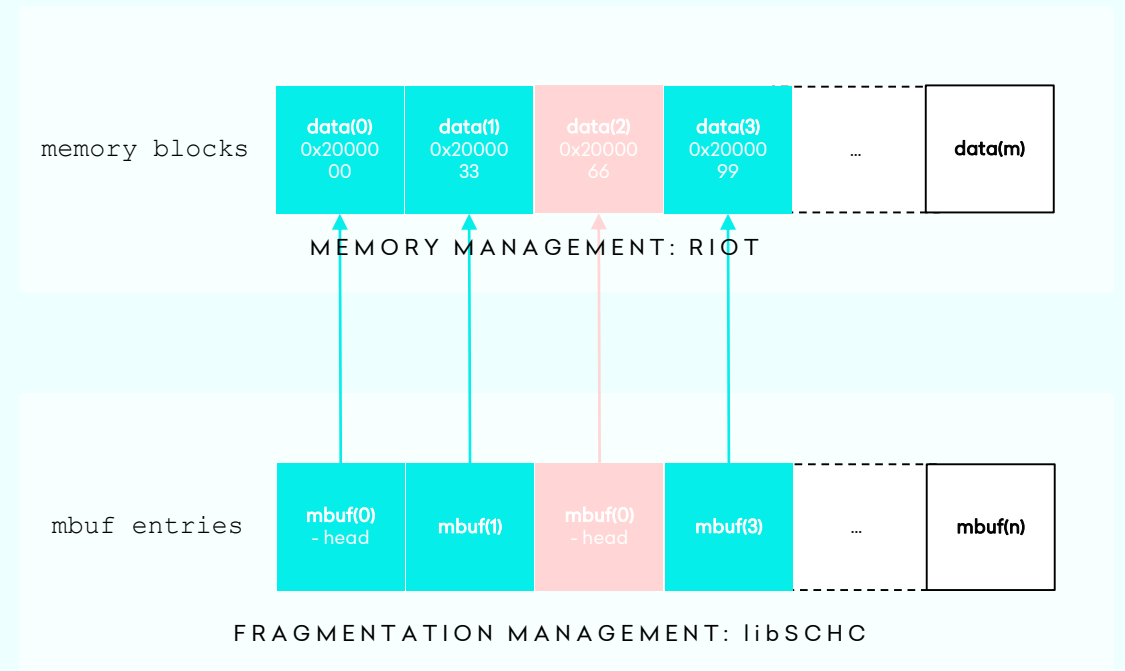 memory blocks
data(0)
0x20000
00
data(1)
0x20000
33
data(2)
0x20000
66
data(3)
0x20000
99
...
data(m)
MEMORY MANAGEMENT: RIOT
mbuf entries
mbuf(0)
- head
mbuf(1)
mbuf(0)
- head
mbuf(3)
...
mbuf(n)
FRAGMENTATION MANAGEMENT: libSCHC